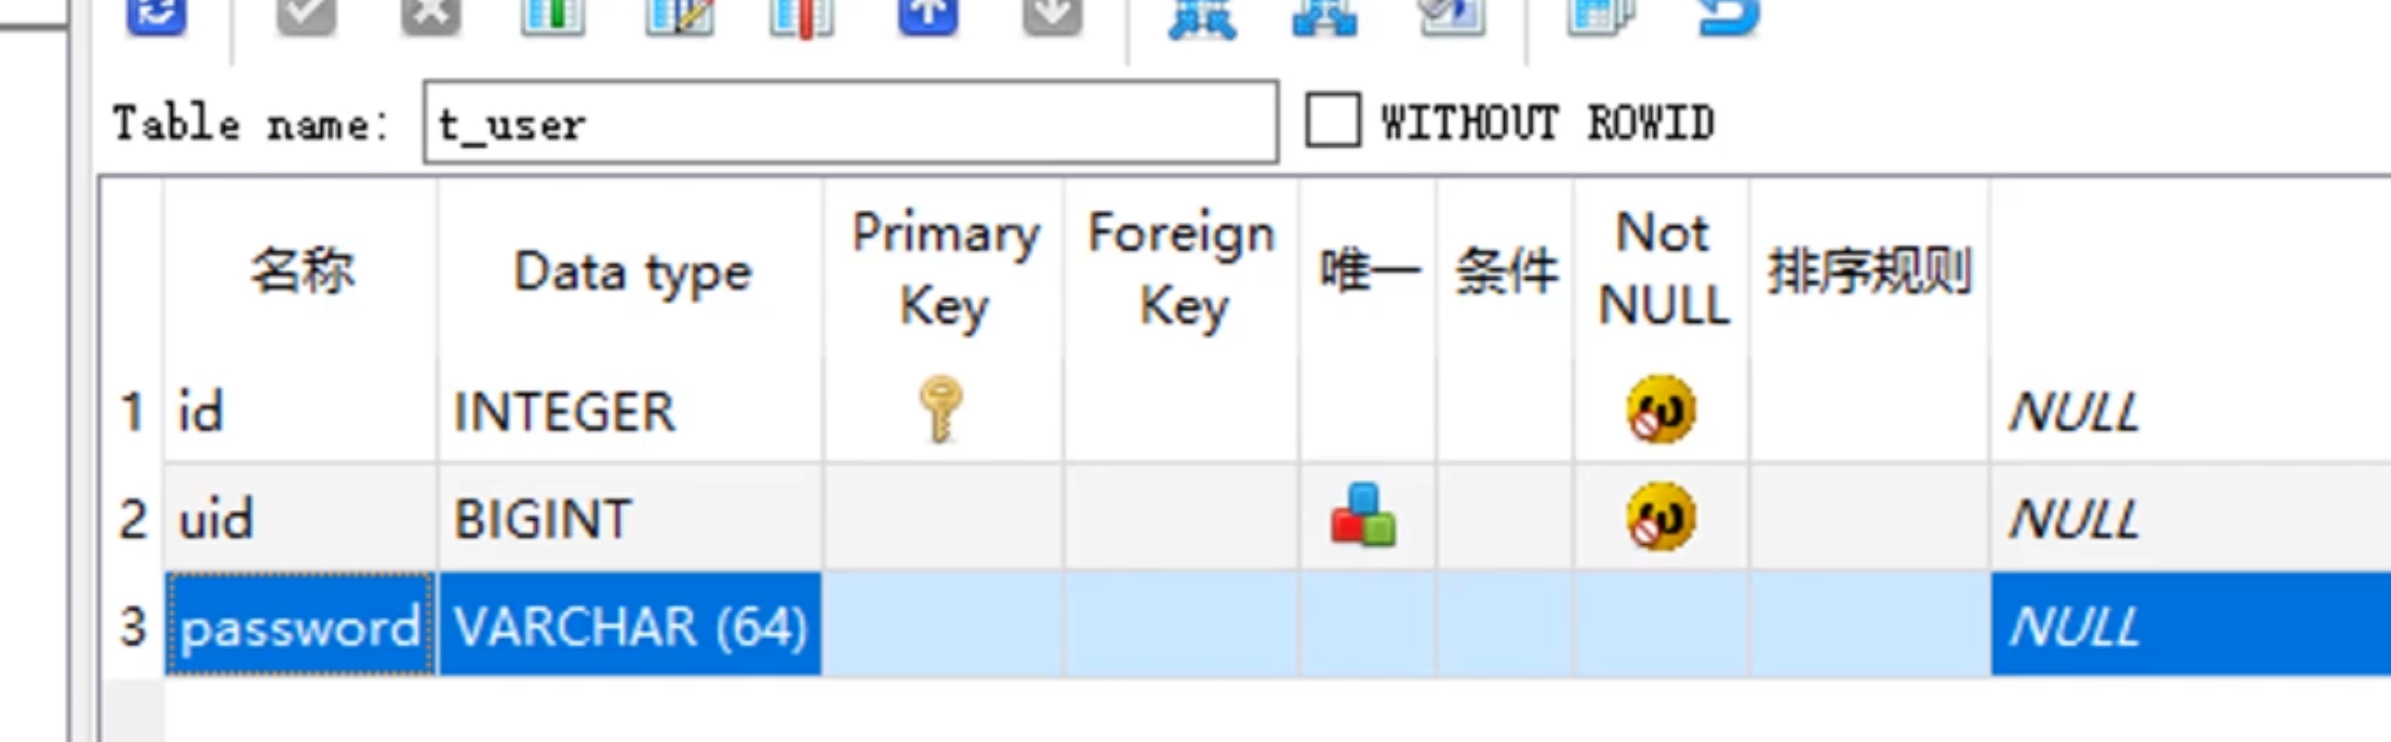 Table name: t_user WITHOUT ROWID
名称 Data type Primary Key Foreign Key 唯一 条件 Not NULL 排序规则
1 id INTEGER NULL
2 uid BIGINT NULL
3 password VARCHAR (64) NULL